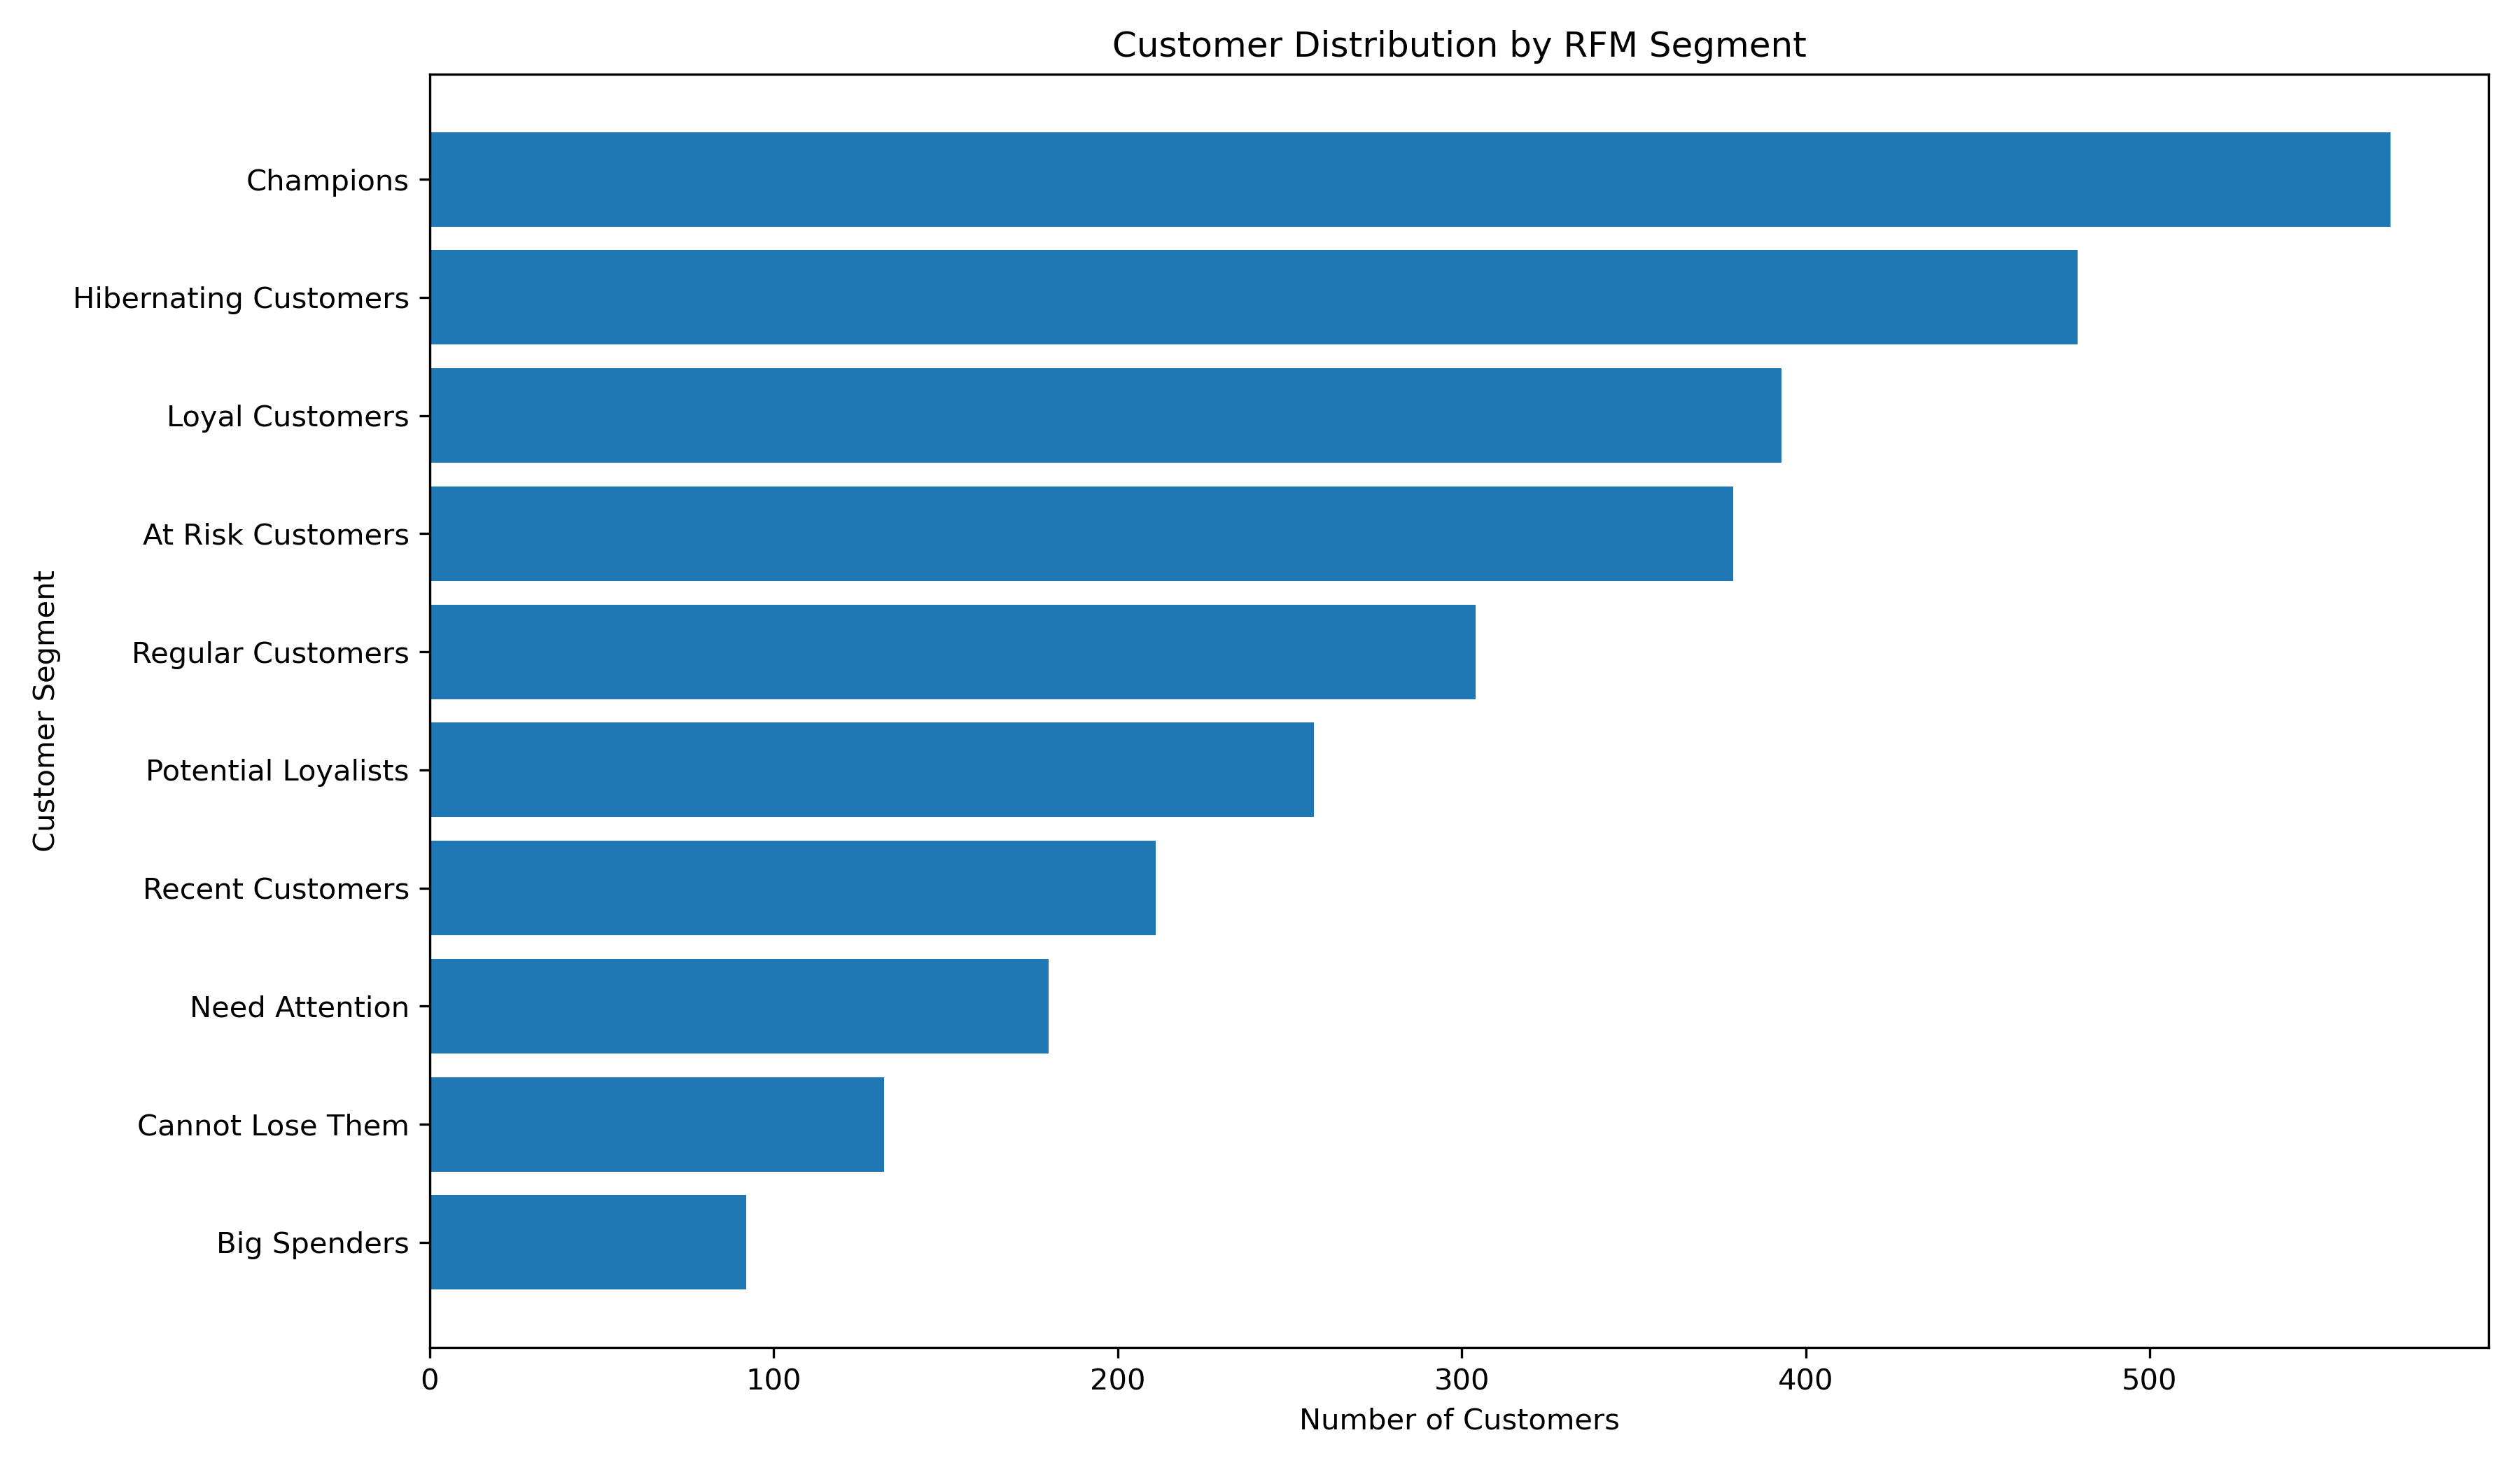 Customer Distribution by RFM Segment
Customer Segment
Champions
Hibernating Customers
Loyal Customers
At Risk Customers
Regular Customers
Potential Loyalists
Recent Customers
Need Attention
Cannot Lose Them
Big Spenders
0 100 200 300 400 500
Number of Customers